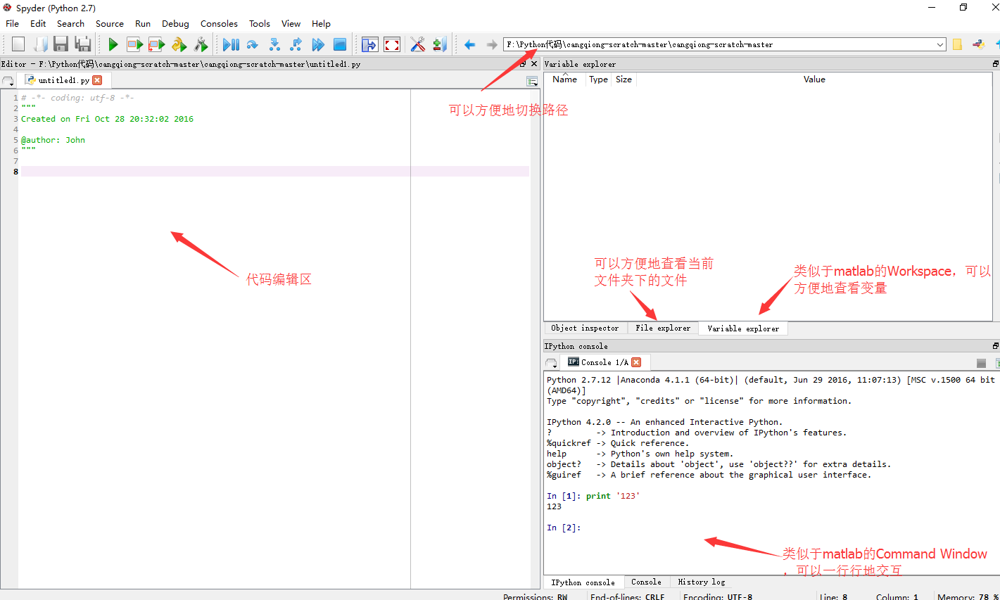 Spyder (Python 2.7)
File Edit Search Source Run Debug Consoles Tools View Help
F:\Python代码\cangqiong-scratch-master\cangqiong-scratch-master
Editor - F:\Python代码\cangqiong-scratch-master\cangqiong-scratch-master\untitled1.py
untitled1.py
1 # -*- coding: utf-8 -*-
2 """
3 Created on Fri Oct 28 20:32:02 2016
4
5 @author: John
6 """
7
8
代码编辑区
可以方便地切换路径
Variable explorer
Name Type Size Value
可以方便地查看当前
文件夹下的文件
类似于matlab的Workspace，可以
方便地查看变量
Object inspector File explorer Variable explorer
IPython console
IP: Console 1/A
Python 2.7.12 |Anaconda 4.1.1 (64-bit)| (default, Jun 29 2016, 11:07:13) [MSC v.1500 64 bit
(AMD64)]
Type "copyright", "credits" or "license" for more information.
IPython 4.2.0 -- An enhanced Interactive Python.
? -> Introduction and overview of IPython's features.
%quickref -> Quick reference.
help -> Python's own help system.
object? -> Details about 'object', use 'object??' for extra details.
%guiref -> A brief reference about the graphical user interface.
In [1]: print '123'
123
In [2]:
类似于matlab的Command Window
，可以一行行地交互
IPython console Console History log
Permissions: RW End-of-lines: CRLF Encoding: UTF-8 Line: 8 Column: 1 Memory: 78 %